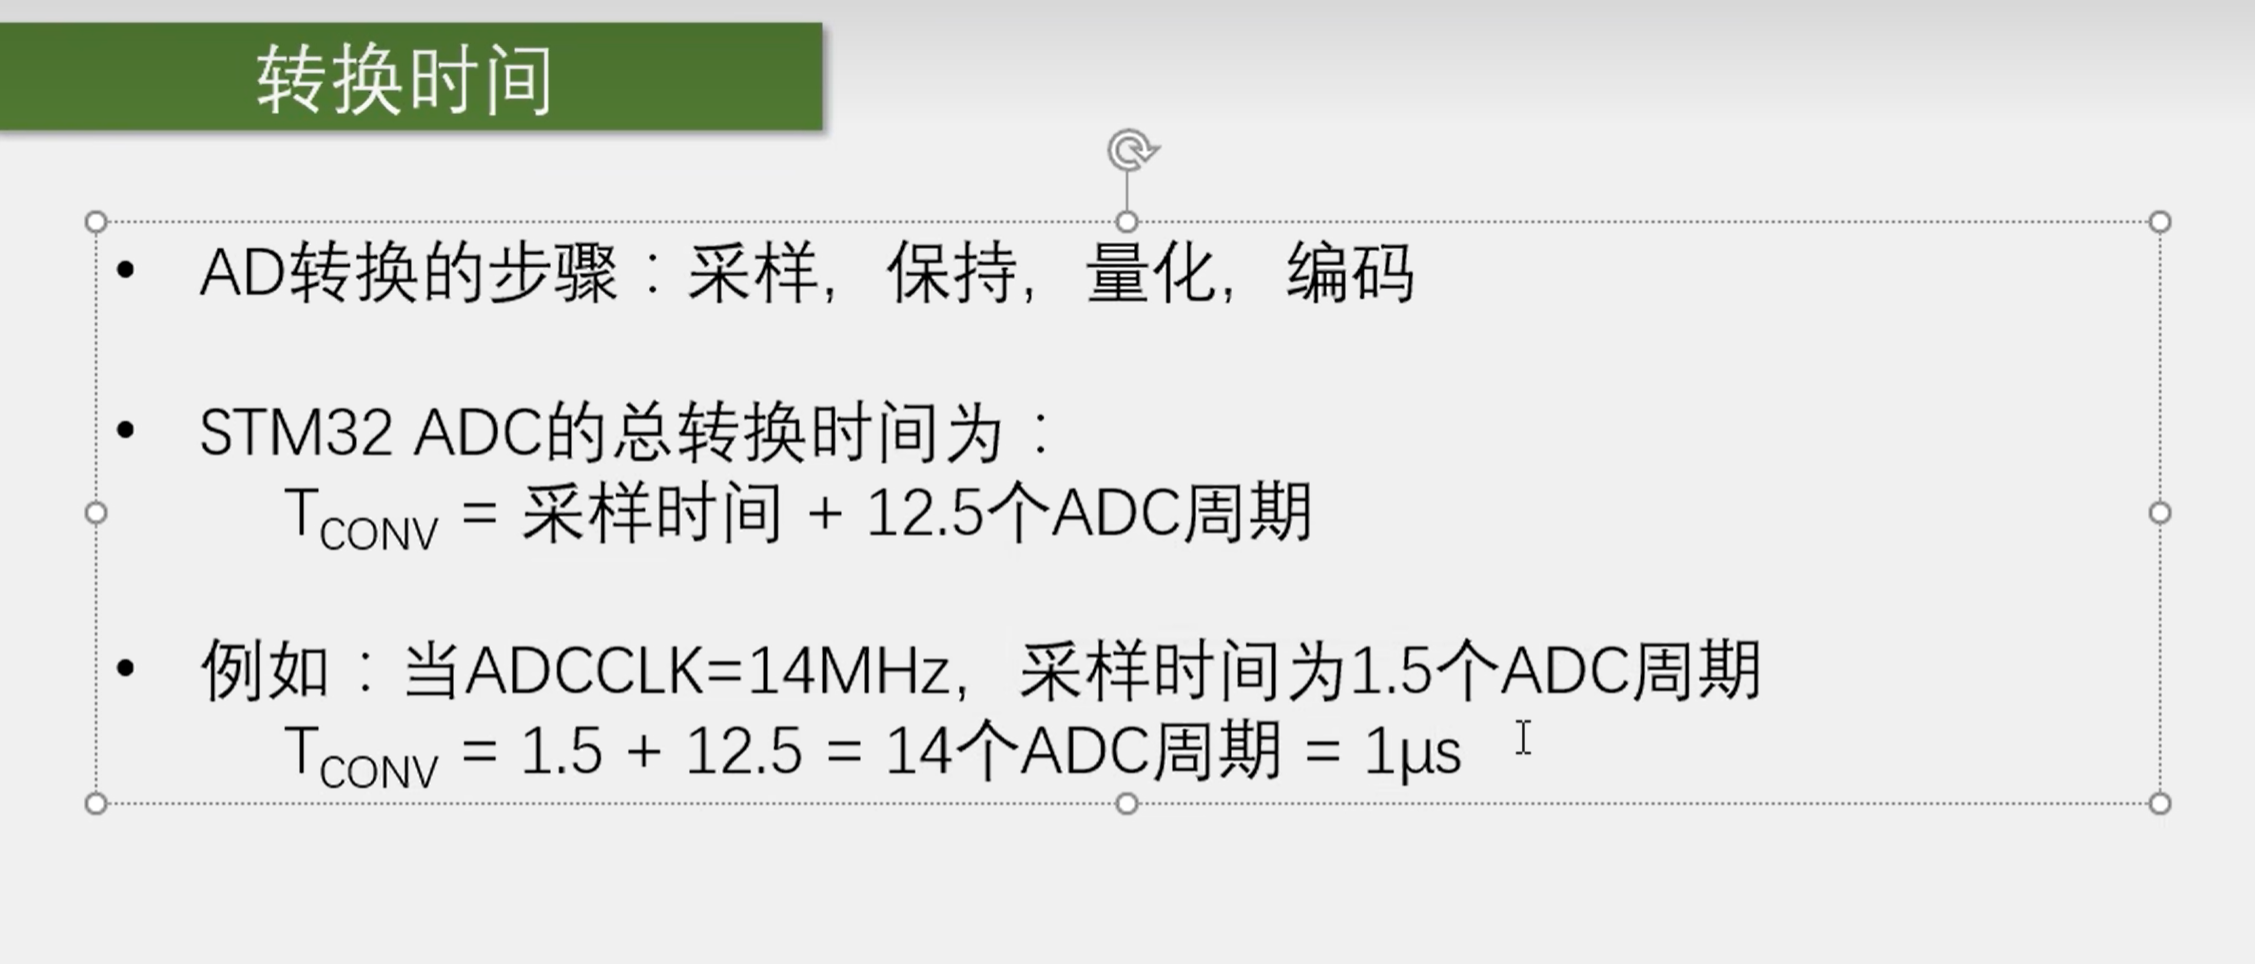 转换时间
• AD转换的步骤：采样，保持，量化，编码
• STM32 ADC的总转换时间为：
T_CONV = 采样时间 + 12.5个ADC周期
• 例如：当ADCCLK=14MHz，采样时间为1.5个ADC周期
T_CONV = 1.5 + 12.5 = 14个ADC周期 = 1μs